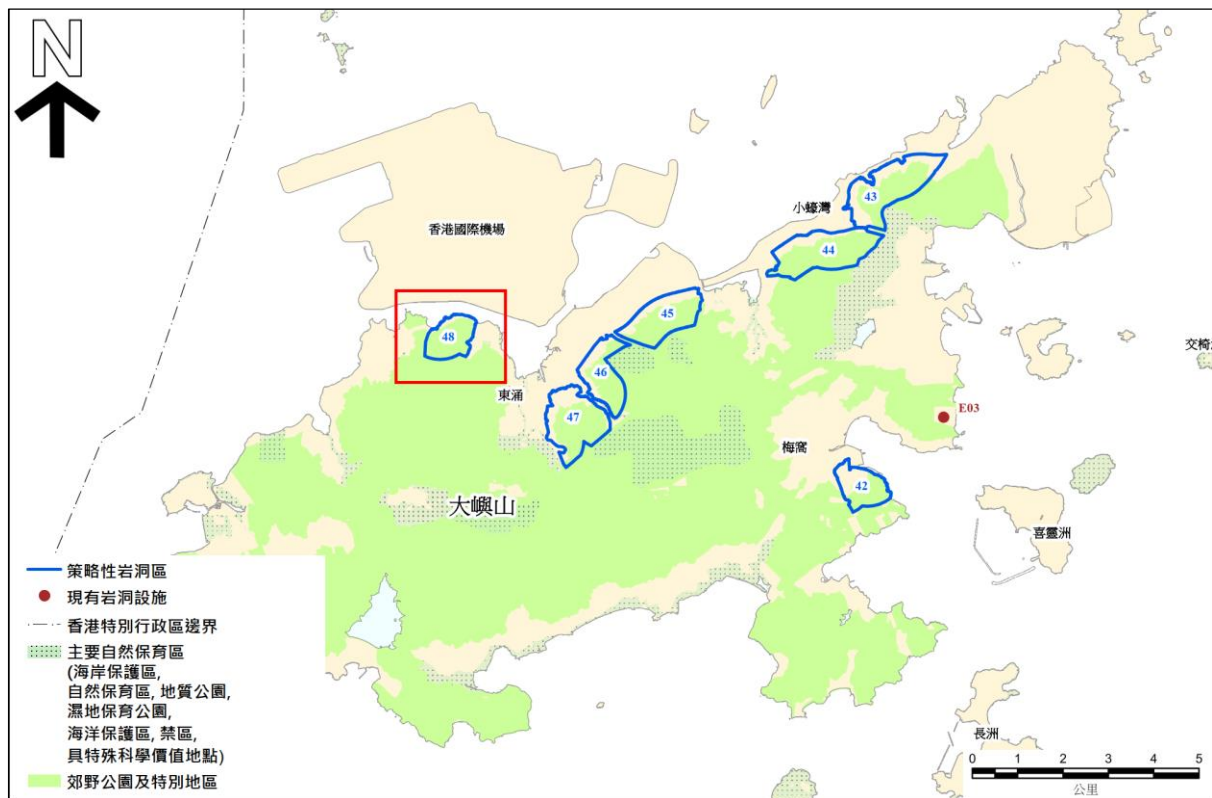 N
小蠔灣
43
香港國際機場
44
45
48
交椅
46
東涌
E03
47
梅窩
42
大嶼山
喜靈洲
策略性岩洞區
現有岩洞設施
香港特別行政區邊界
主要自然保育區
(海岸保護區,
自然保育區, 地質公園,
濕地保育公園,
海洋保護區, 禁區,
具特殊科學價值地點)
郊野公園及特別地區
長洲
0 1 2 3 4 5
公里